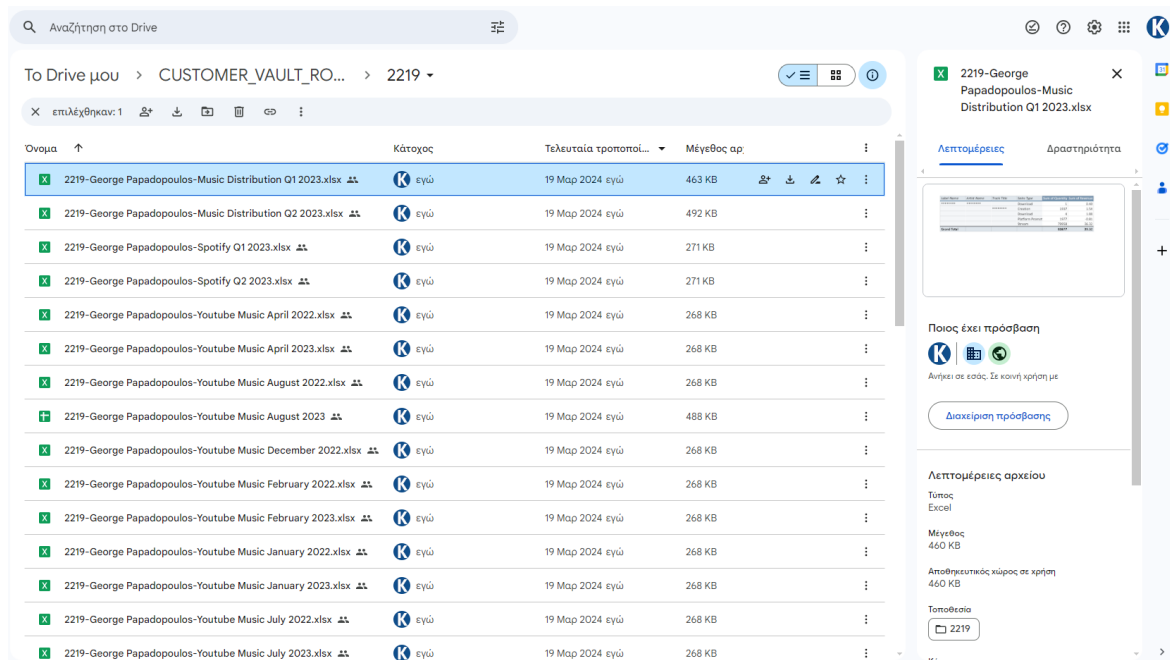 Αναζήτηση στο Drive
Το Drive μου > CUSTOMER_VAULT_RO... > 2219
επιλέχθηκαν: 1
Όνομα Κάτοχος Τελευταία τροποποί... Μέγεθος αρχ
2219-George Papadopoulos-Music Distribution Q1 2023.xlsx εγώ 19 Μαρ 2024 εγώ 463 KB
2219-George Papadopoulos-Music Distribution Q2 2023.xlsx εγώ 19 Μαρ 2024 εγώ 492 KB
2219-George Papadopoulos-Spotify Q1 2023.xlsx εγώ 19 Μαρ 2024 εγώ 271 KB
2219-George Papadopoulos-Spotify Q2 2023.xlsx εγώ 19 Μαρ 2024 εγώ 271 KB
2219-George Papadopoulos-Youtube Music April 2022.xlsx εγώ 19 Μαρ 2024 εγώ 268 KB
2219-George Papadopoulos-Youtube Music April 2023.xlsx εγώ 19 Μαρ 2024 εγώ 268 KB
2219-George Papadopoulos-Youtube Music August 2022.xlsx εγώ 19 Μαρ 2024 εγώ 268 KB
2219-George Papadopoulos-Youtube Music August 2023 εγώ 19 Μαρ 2024 εγώ 488 KB
2219-George Papadopoulos-Youtube Music December 2022.xlsx εγώ 19 Μαρ 2024 εγώ 268 KB
2219-George Papadopoulos-Youtube Music February 2022.xlsx εγώ 19 Μαρ 2024 εγώ 268 KB
2219-George Papadopoulos-Youtube Music February 2023.xlsx εγώ 19 Μαρ 2024 εγώ 268 KB
2219-George Papadopoulos-Youtube Music January 2022.xlsx εγώ 19 Μαρ 2024 εγώ 268 KB
2219-George Papadopoulos-Youtube Music January 2023.xlsx εγώ 19 Μαρ 2024 εγώ 268 KB
2219-George Papadopoulos-Youtube Music July 2022.xlsx εγώ 19 Μαρ 2024 εγώ 268 KB
2219-George Papadopoulos-Youtube Music July 2023.xlsx εγώ 19 Μαρ 2024 εγώ 268 KB
2219-George
Papadopoulos-Music
Distribution Q1 2023.xlsx
Λεπτομέρειες Δραστηριότητα
Ποιος έχει πρόσβαση
Ανήκει σε εσάς. Σε κοινή χρήση με
Διαχείριση πρόσβασης
Λεπτομέρειες αρχείου
Τύπος
Excel
Μέγεθος
460 KB
Αποθηκευτικός χώρος σε χρήση
460 KB
Τοποθεσία
2219